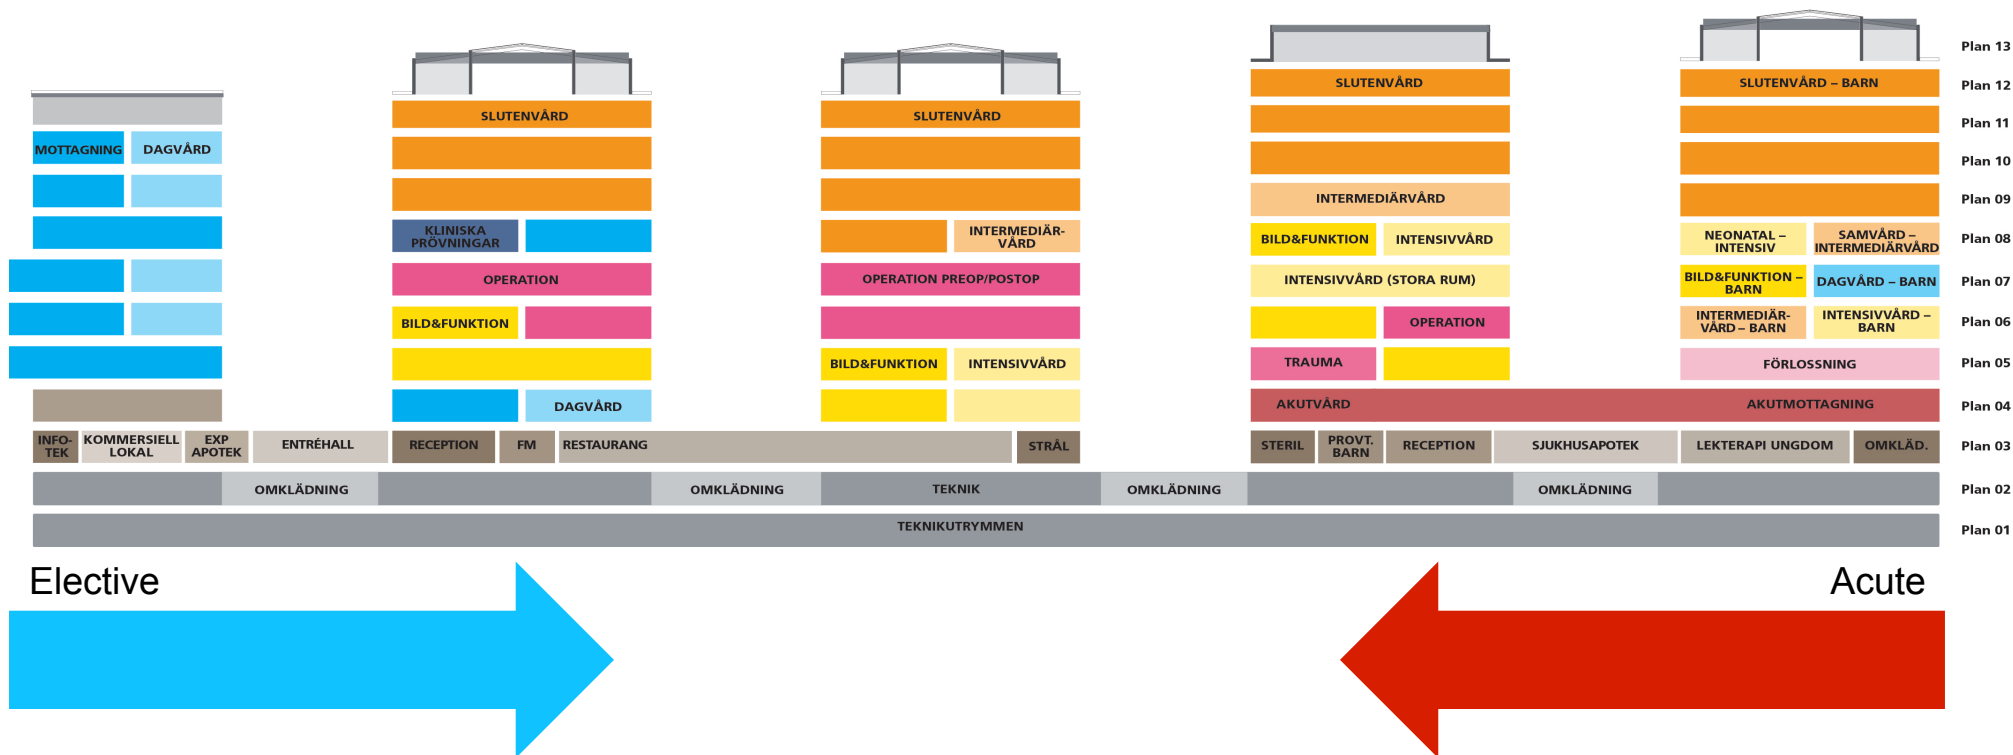 Plan 13
SLUTENVÅRD
SLUTENVÅRD – BARN
Plan 12
SLUTENVÅRD
SLUTENVÅRD
Plan 11
MOTTAGNING
DAGVÅRD
Plan 10
INTERMEDIÄRVÅRD
Plan 09
KLINISKA
PRÖVNINGAR
INTERMEDIÄR-
VÅRD
BILD&FUNKTION
INTENSIVVÅRD
NEONATAL –
INTENSIV
SAMVÅRD –
INTERMEDIÄRVÅRD
Plan 08
OPERATION
OPERATION PREOP/POSTOP
INTENSIVVÅRD (STORA RUM)
BILD&FUNKTION –
BARN
DAGVÅRD – BARN
Plan 07
BILD&FUNKTION
OPERATION
INTERMEDIÄR-
VÅRD – BARN
INTENSIVVÅRD –
BARN
Plan 06
BILD&FUNKTION
INTENSIVVÅRD
TRAUMA
FÖRLOSSNING
Plan 05
DAGVÅRD
AKUTVÅRD
AKUTMOTTAGNING
Plan 04
INFO-
TEK
KOMMERSIELL
LOKAL
EXP
APOTEK
ENTRÉHALL
RECEPTION
FM
RESTAURANG
STRÅL
STERIL
PROVT.
BARN
RECEPTION
SJUKHUSAPOTEK
LEKTERAPI UNGDOM
OMKLÄD.
Plan 03
OMKLÄDNING
OMKLÄDNING
TEKNIK
OMKLÄDNING
OMKLÄDNING
Plan 02
TEKNIKUTRYMMEN
Plan 01
Elective
Acute